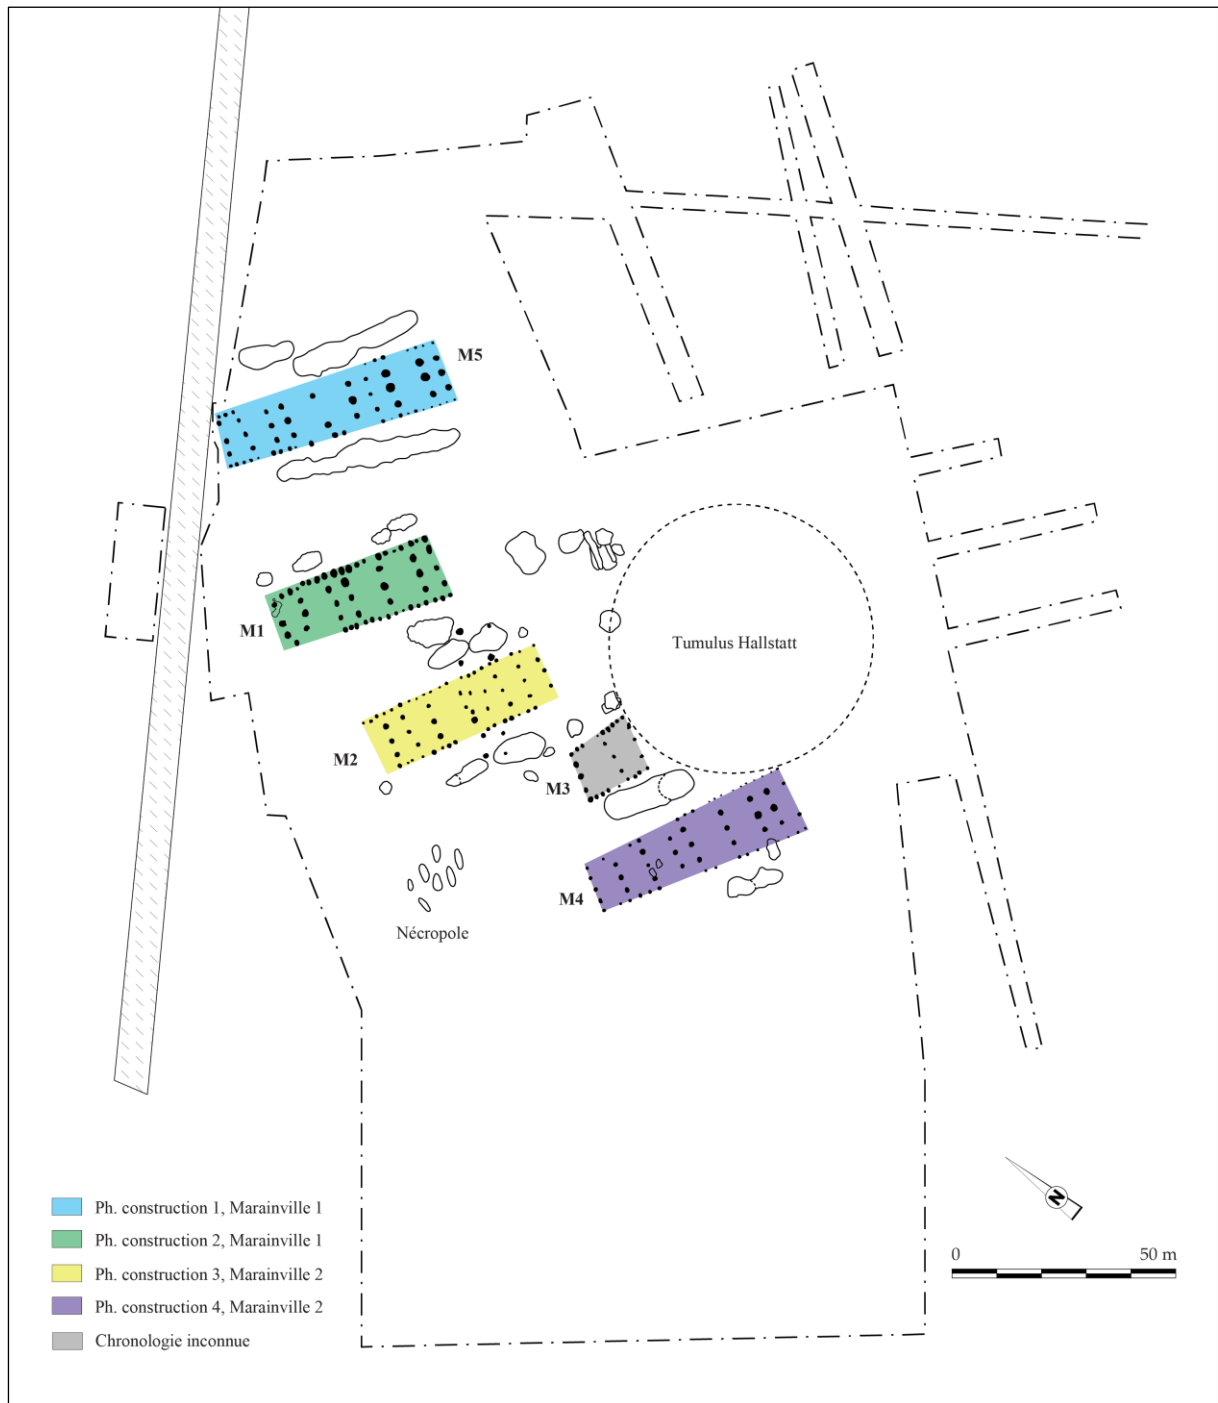 M5
M1
Tumulus Hallstatt
M2
M3
M4
Nécropole
N
Ph. construction 1, Marainville 1
Ph. construction 2, Marainville 1
Ph. construction 3, Marainville 2
Ph. construction 4, Marainville 2
Chronologie inconnue
0 50 m